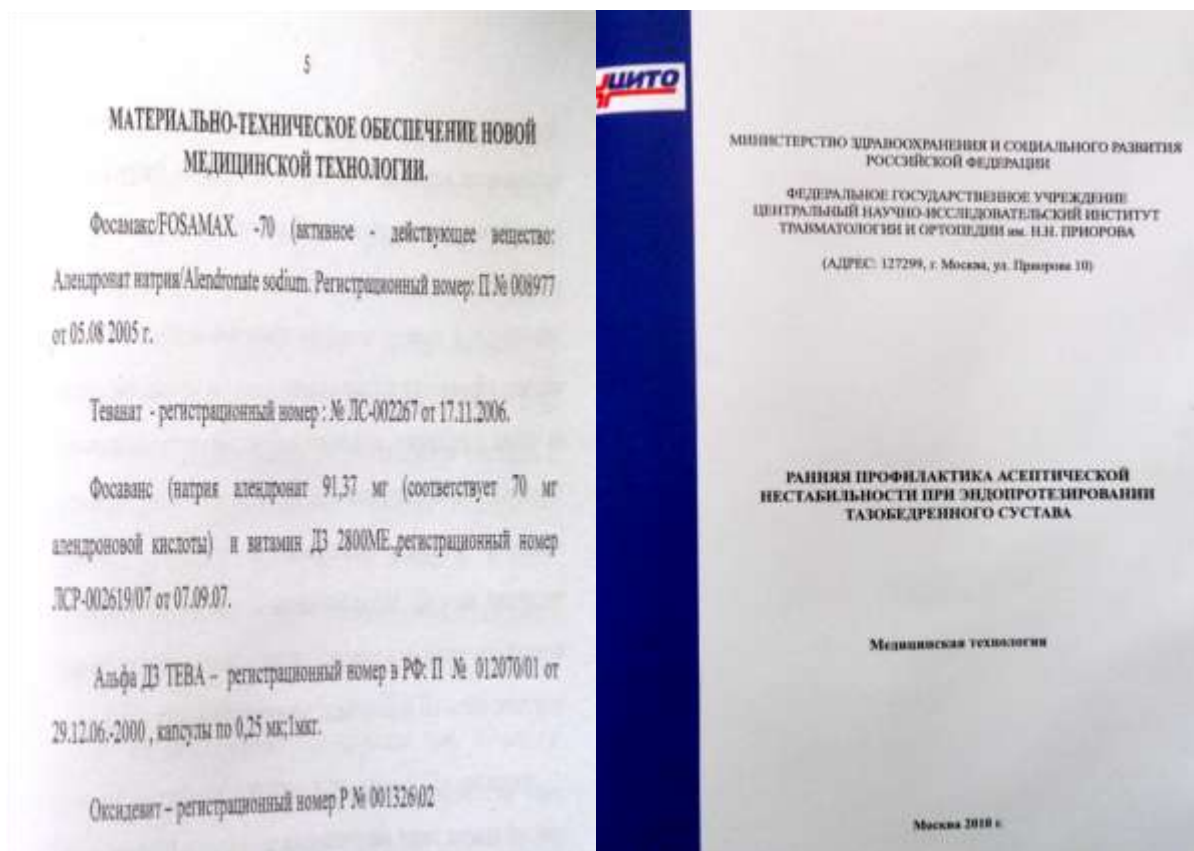 5
МАТЕРИАЛЬНО-ТЕХНИЧЕСКОЕ ОБЕСПЕЧЕНИЕ НОВОЙ
МЕДИЦИНСКОЙ ТЕХНОЛОГИИ.
Фосамакс/FOSAMAX. -70 (активное - действующее вещество:
Алендронат натрия/Alendronate sodium. Регистрационный номер: П № 008977
от 05.08 2005 г.
Теванат - регистрационный номер : № ЛС-002267 от 17.11.2006.
Фосаванс (натрия алендронат 91,37 мг (соответствует 70 мг
алендроновой кислоты) и витамин Д3 2800МЕ.,регистрационный номер
ЛСР-002619/07 от 07.09.07.
Альфа Д3 ТЕВА – регистрационный номер в РФ: П № 012070/01 от
29.12.06.-2000 , капсулы по 0,25 мк;1мкг.
Оксидевит – регистрационный номер Р № 001326/02
ЦИТО
МИНИСТЕРСТВО ЗДРАВООХРАНЕНИЯ И СОЦИАЛЬНОГО РАЗВИТИЯ
РОССИЙСКОЙ ФЕДЕРАЦИИ
ФЕДЕРАЛЬНОЕ ГОСУДАРСТВЕННОЕ УЧРЕЖДЕНИЕ
ЦЕНТРАЛЬНЫЙ НАУЧНО-ИССЛЕДОВАТЕЛЬСКИЙ ИНСТИТУТ
ТРАВМАТОЛОГИИ И ОРТОПЕДИИ им. Н.Н. ПРИОРОВА
(АДРЕС: 127299, г. Москва, ул. Приорова 10)
РАННЯЯ ПРОФИЛАКТИКА АСЕПТИЧЕСКОЙ
НЕСТАБИЛЬНОСТИ ПРИ ЭНДОПРОТЕЗИРОВАНИИ
ТАЗОБЕДРЕННОГО СУСТАВА
Медицинская технология
Москва 2010 г.